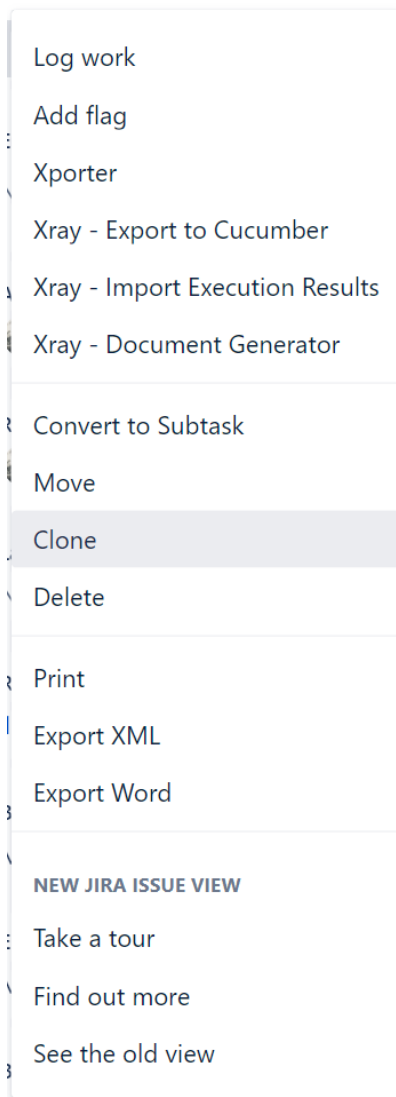 Log work
Add flag
Xporter
Xray - Export to Cucumber
Xray - Import Execution Results
Xray - Document Generator
Convert to Subtask
Move
Clone
Delete
Print
Export XML
Export Word
NEW JIRA ISSUE VIEW
Take a tour
Find out more
See the old view